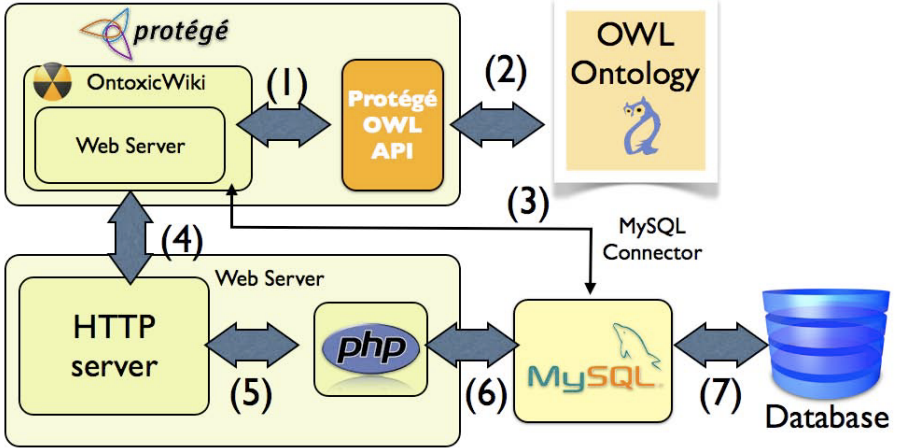 protégé
OntoxicWiki
Web Server
(1)
Protégé
OWL
API
(2)
OWL
Ontology
(3)
MySQL
Connector
(4)
Web Server
HTTP
server
(5)
php
(6)
MySQL
(7)
Database